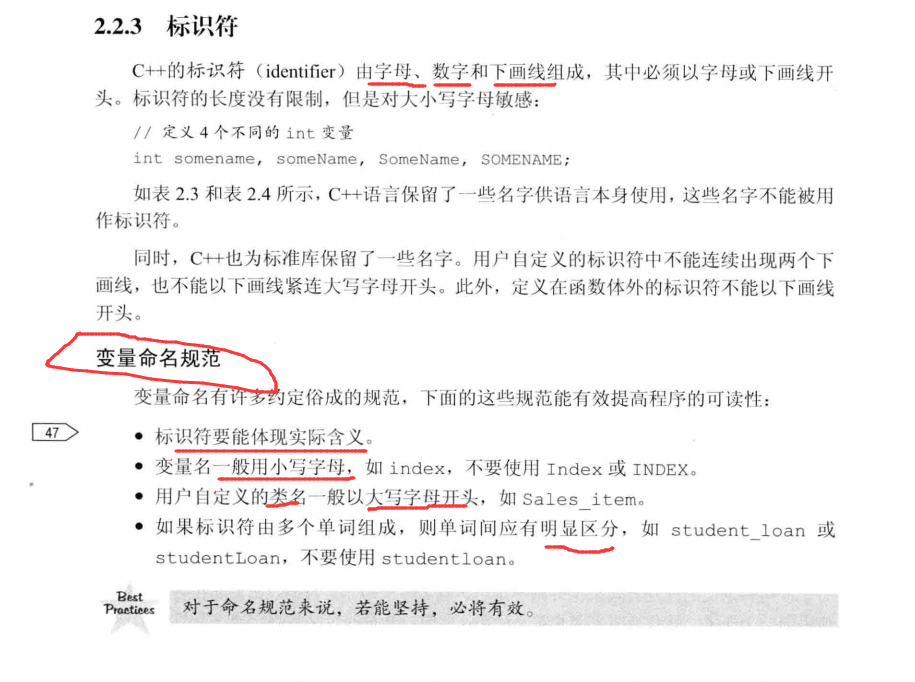 2.2.3 标识符
C++的标识符（identifier）由字母、数字和下画线组成，其中必须以字母或下画线开
头。标识符的长度没有限制，但是对大小写字母敏感：
// 定义 4 个不同的 int 变量
int somename, someName, SomeName, SOMENAME;
如表 2.3 和表 2.4 所示，C++语言保留了一些名字供语言本身使用，这些名字不能被用
作标识符。
同时，C++也为标准库保留了一些名字。用户自定义的标识符中不能连续出现两个下
画线，也不能以下画线紧连大写字母开头。此外，定义在函数体外的标识符不能以下画线
开头。
变量命名规范
变量命名有许多约定俗成的规范，下面的这些规范能有效提高程序的可读性：
47
● 标识符要能体现实际含义。
● 变量名一般用小写字母，如 index，不要使用 Index 或 INDEX。
● 用户自定义的类名一般以大写字母开头，如 Sales_item。
● 如果标识符由多个单词组成，则单词间应有明显区分，如 student_loan 或
studentLoan，不要使用 studentloan。
Best
Practices
对于命名规范来说，若能坚持，必将有效。